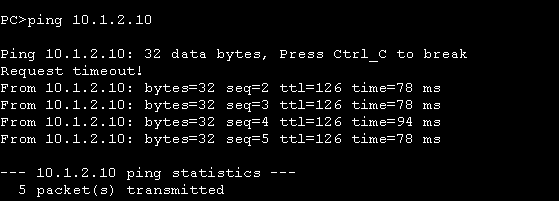 PC>ping 10.1.2.10
Ping 10.1.2.10: 32 data bytes, Press Ctrl_C to break
Request timeout!
From 10.1.2.10: bytes=32 seq=2 ttl=126 time=78 ms
From 10.1.2.10: bytes=32 seq=3 ttl=126 time=78 ms
From 10.1.2.10: bytes=32 seq=4 ttl=126 time=94 ms
From 10.1.2.10: bytes=32 seq=5 ttl=126 time=78 ms
--- 10.1.2.10 ping statistics ---
5 packet(s) transmitted